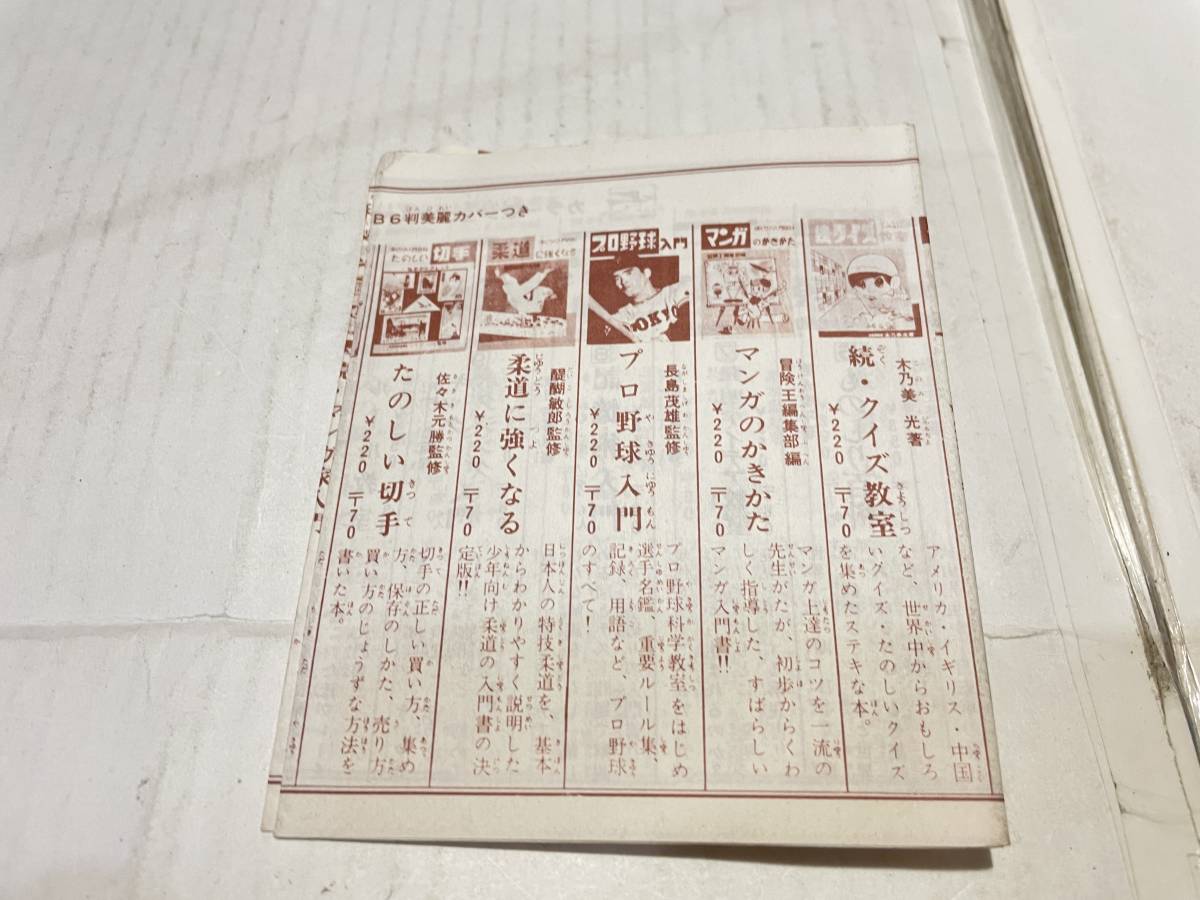 B6判美麗カバーつき
続クイズ教室
続・クイズ教室
木乃美 光著
¥220 〒70
アメリカ・イギリス・中国
など、世界中からおもしろ
いクイズ・たのしいクイズ
を集めたステキな本。
マンガのかきかた
マンガのかきかた
冒険王編集部編
¥220 〒70
マンガ上達のコツを一流の
先生がたが、初歩からくわ
しく指導した、すばらしい
マンガ入門書!!
プロ野球入門
TOKYO
プロ野球入門
長島茂雄監修
¥220 〒70
プロ野球科学教室をはじめ
選手名鑑、重要ルール集、
記録、用語など、プロ野球
のすべて!
柔道に強くなる
柔道に強くなる
醍醐敏郎監修
¥220 〒70
日本人の特技柔道を、基本
からわかりやすく説明した
少年向け柔道の入門書の決
定版!!
たのしい切手
たのしい切手
佐々木元勝監修
¥220 〒70
切手の正しい買い方、集め
方、保存のしかた、売り方
買い方のじょうずな方法を
書いた本。